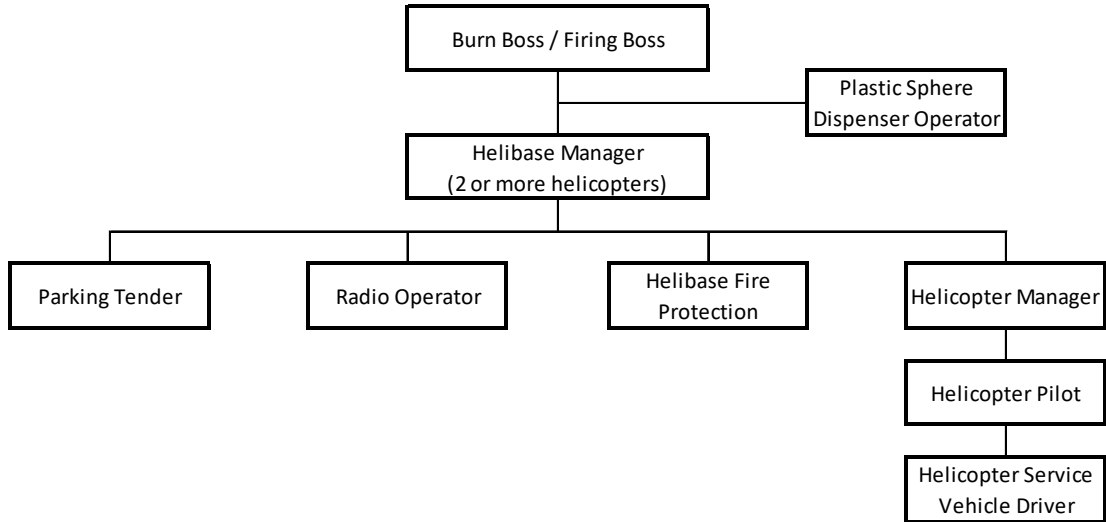 Burn Boss / Firing Boss
Plastic Sphere
Dispenser Operator
Helibase Manager
(2 or more helicopters)
Parking Tender
Radio Operator
Helibase Fire
Protection
Helicopter Manager
Helicopter Pilot
Helicopter Service
Vehicle Driver